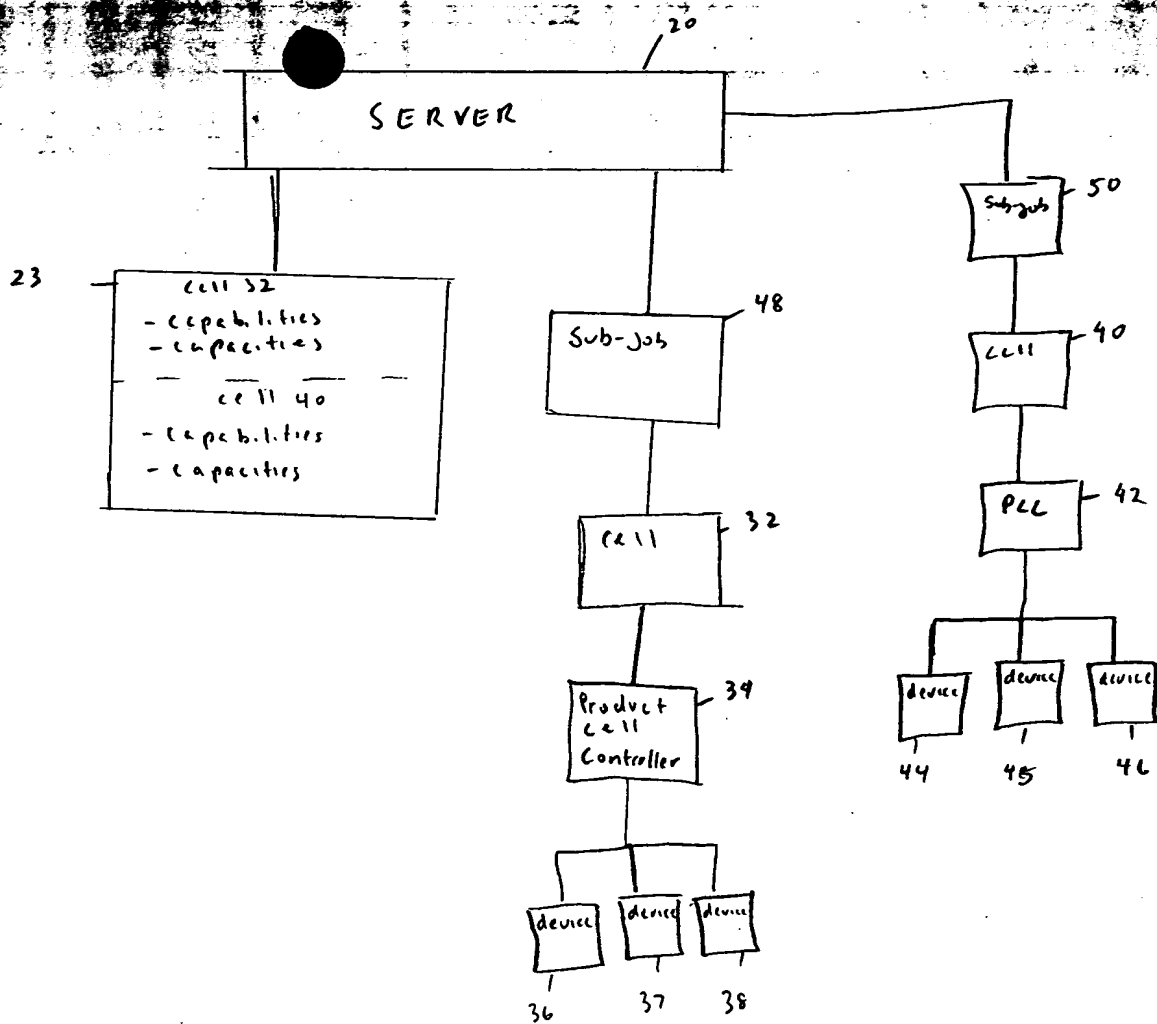 20
SERVER
50
Sub-job
23
cell 32
- capabilities
- capacities
cell 40
- capabilities
- capacities
48
Sub-Job
40
cell
32
cell
42
PCC
34
Product
cell
Controller
device
device
device
44
45
46
device
device
device
36
37
38